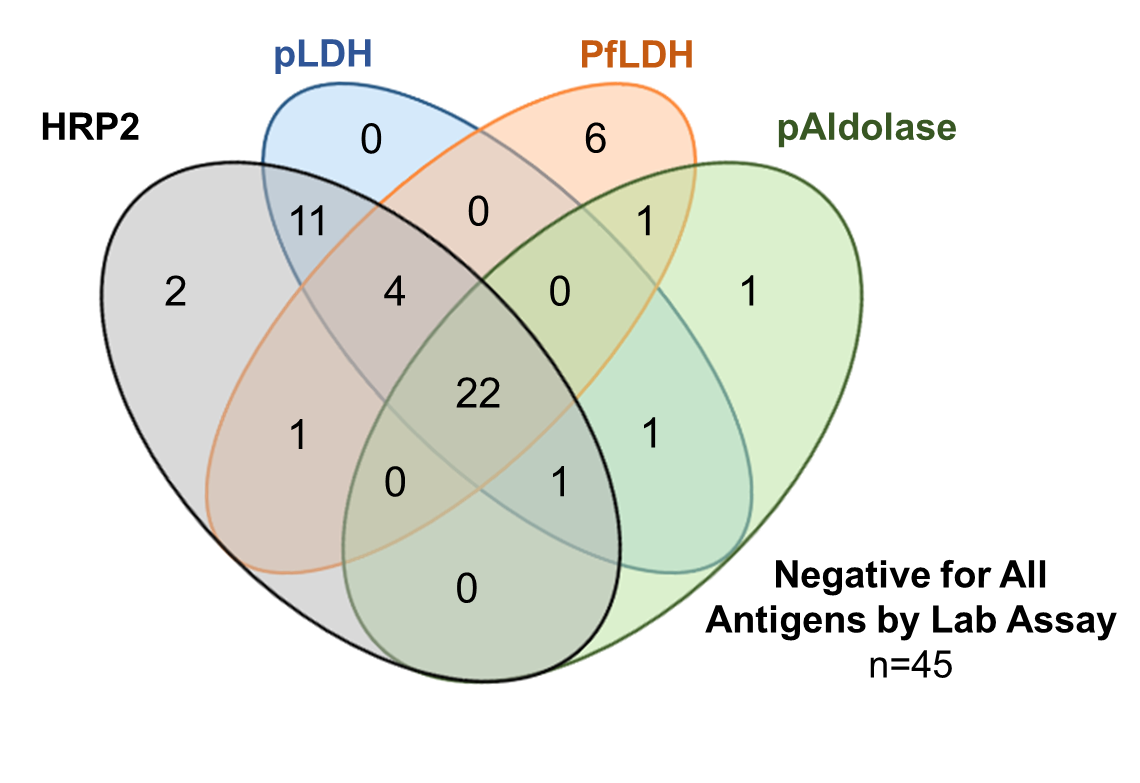 pLDH
PfLDH
HRP2
pAldolase
0
6
11
0
1
2
4
0
1
22
1
1
0
1
0
Negative for All
Antigens by Lab Assay
n=45